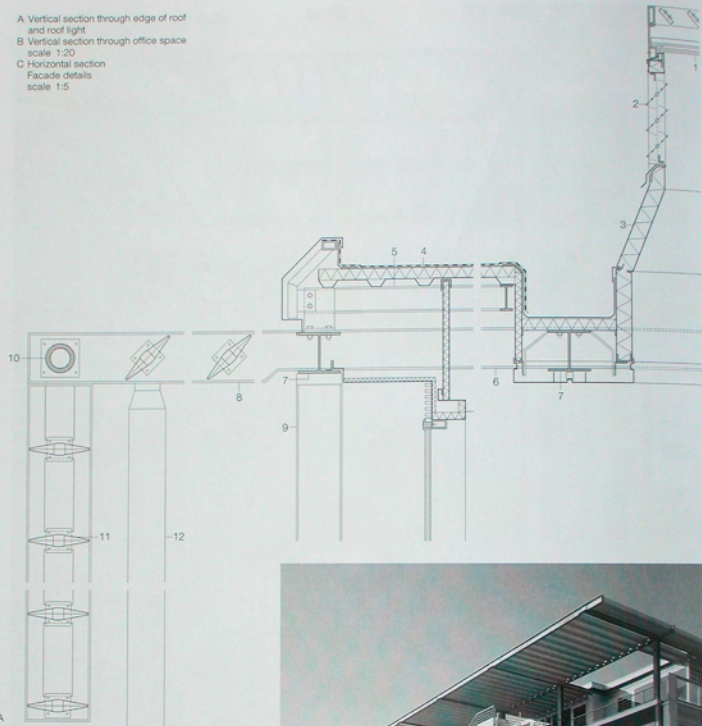 A Vertical section through edge of roof
and roof light
B Vertical section through office space
scale 1:20
C Horizontal section
Facade details
scale 1:5
1
2
3
5 4
10
8
7
6
7
9
11
12
A